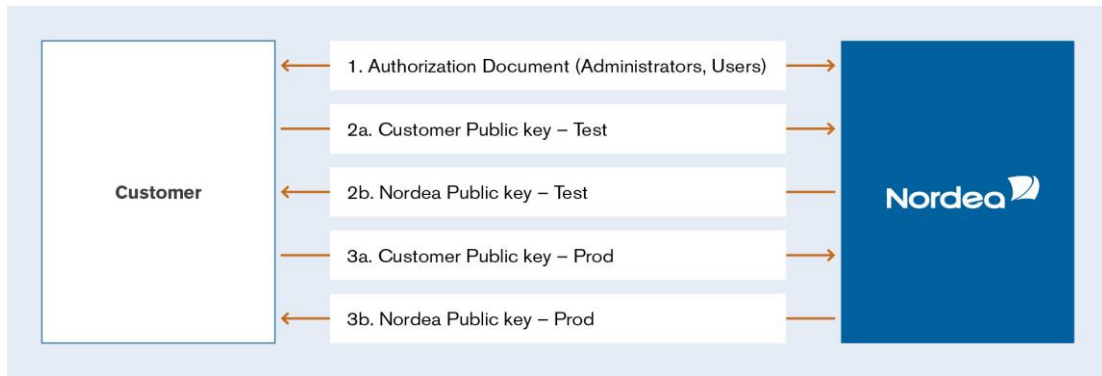 1. Authorization Document (Administrators, Users)
2a. Customer Public key – Test
Customer
2b. Nordea Public key – Test
Nordea
3a. Customer Public key – Prod
3b. Nordea Public key – Prod